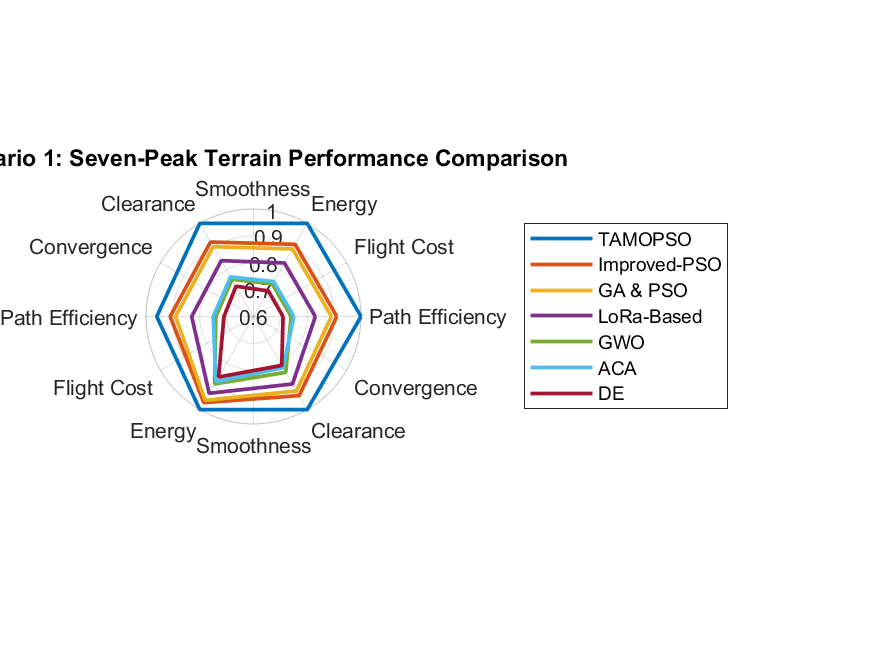 ario 1: Seven-Peak Terrain Performance Comparison
Smoothness
Clearance
Energy
1
Convergence
0.9
Flight Cost
0.8
0.7
Path Efficiency
0.6
Path Efficiency
Flight Cost
Convergence
Energy
Clearance
Smoothness
TAMOPSO
Improved-PSO
GA & PSO
LoRa-Based
GWO
ACA
DE